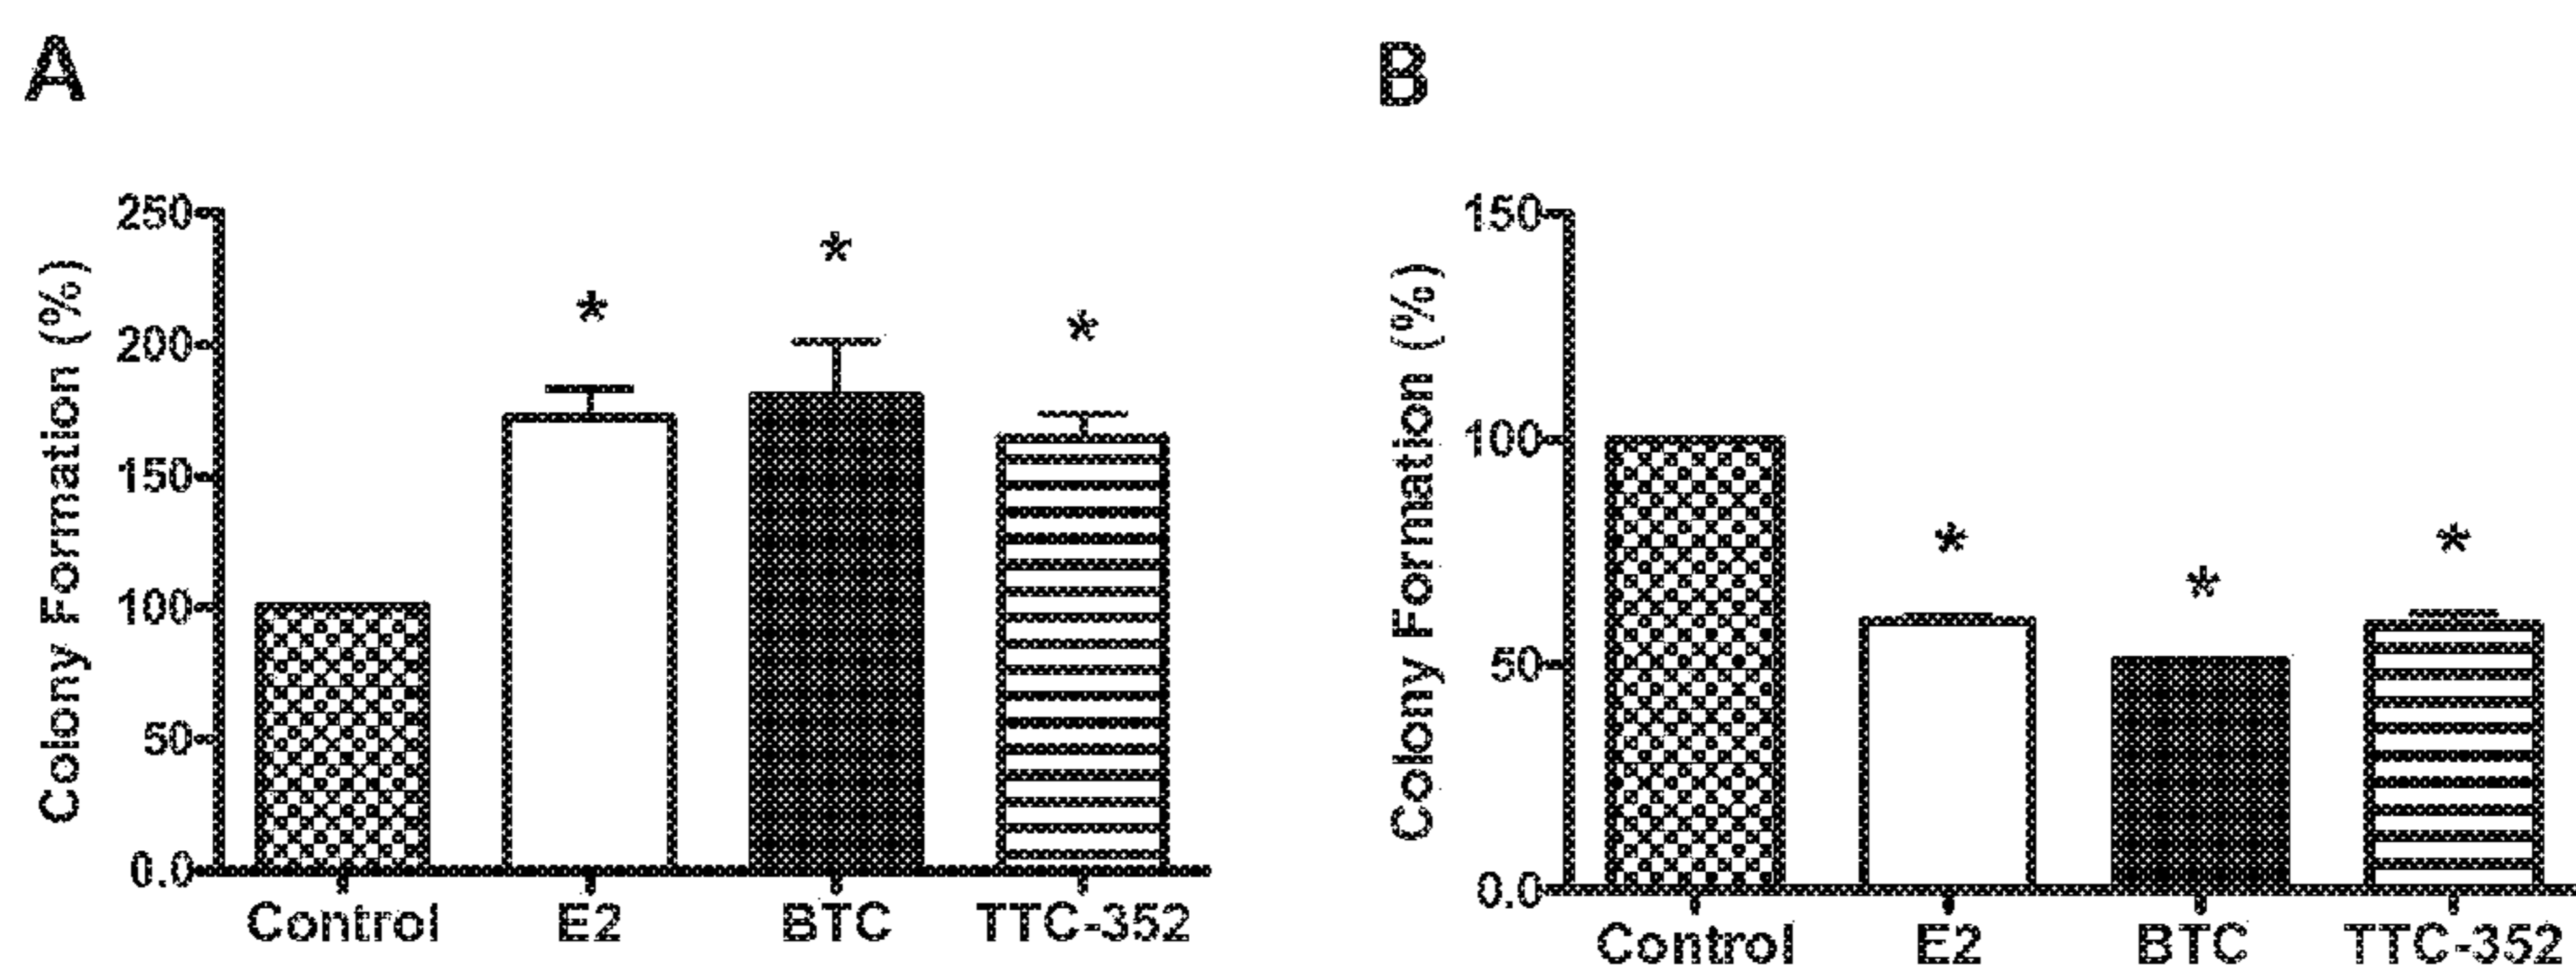 A
Colony Formation (%)
250
200
150
100
50
0.0
*
*
*
Control E2 BTC TTC-352
B
Colony Formation (%)
150
100
50
0.0
*
*
*
Control E2 BTC TTC-352